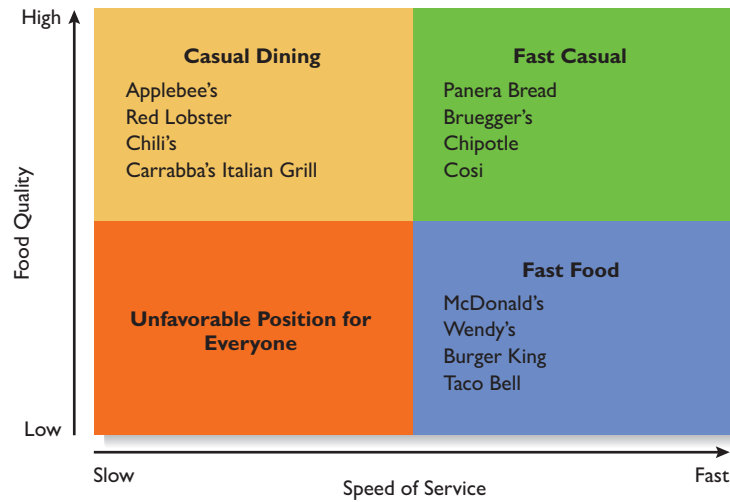 High
Casual Dining
Applebee’s
Red Lobster
Chili’s
Carrabba’s Italian Grill
Fast Casual
Panera Bread
Bruegger’s
Chipotle
Cosi
Food Quality
Unfavorable Position for
Everyone
Fast Food
McDonald’s
Wendy’s
Burger King
Taco Bell
Low
Slow
Speed of Service
Fast